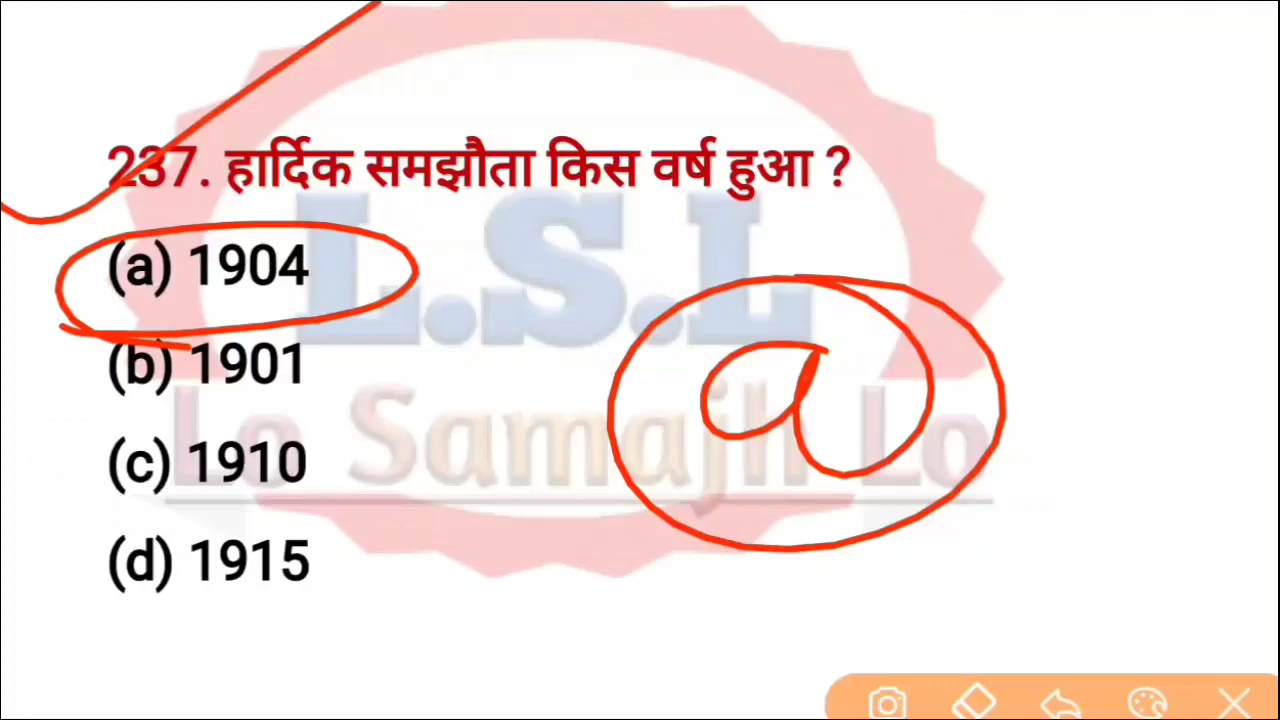 237. हार्दिक समझौता किस वर्ष हुआ ?
(a) 1904
L.S.L
a
(b) 1901
Lo Samajh Lo
(c) 1910
(d) 1915